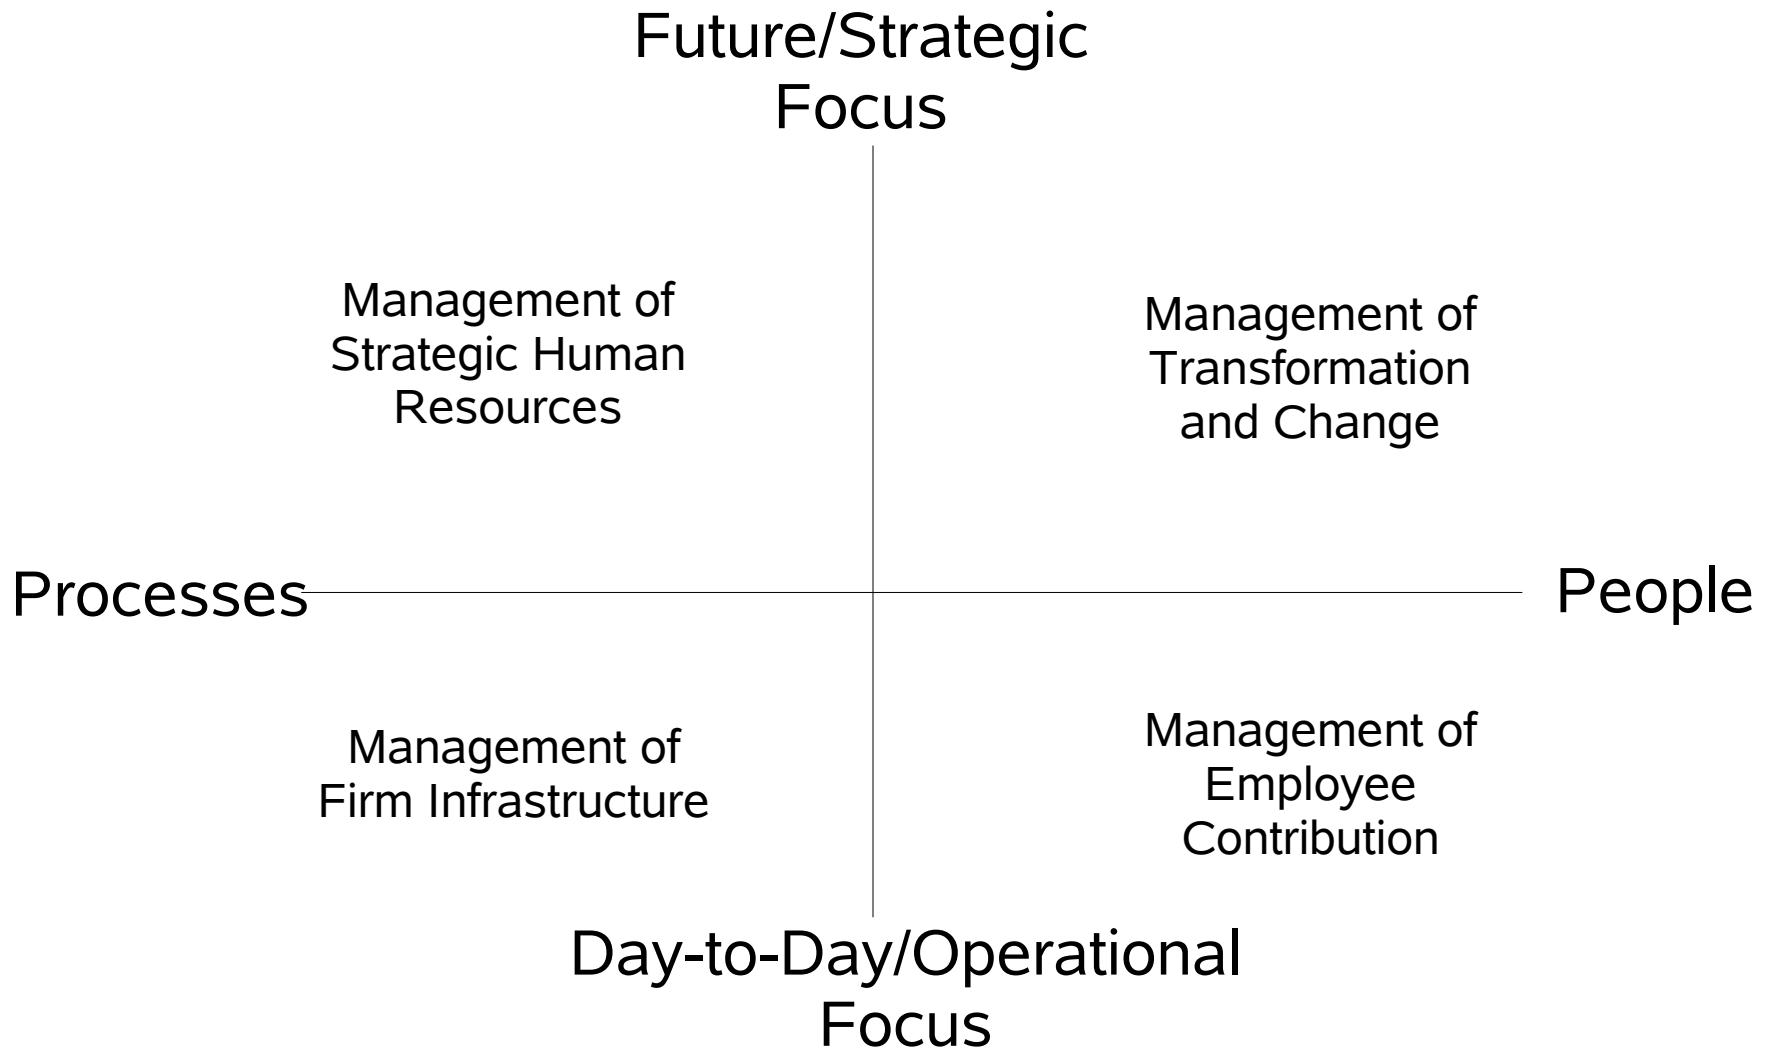 Future/Strategic
Focus
Management of
Strategic Human
Resources
Management of
Transformation
and Change
Processes
People
Management of
Firm Infrastructure
Management of
Employee
Contribution
Day-to-Day/Operational
Focus